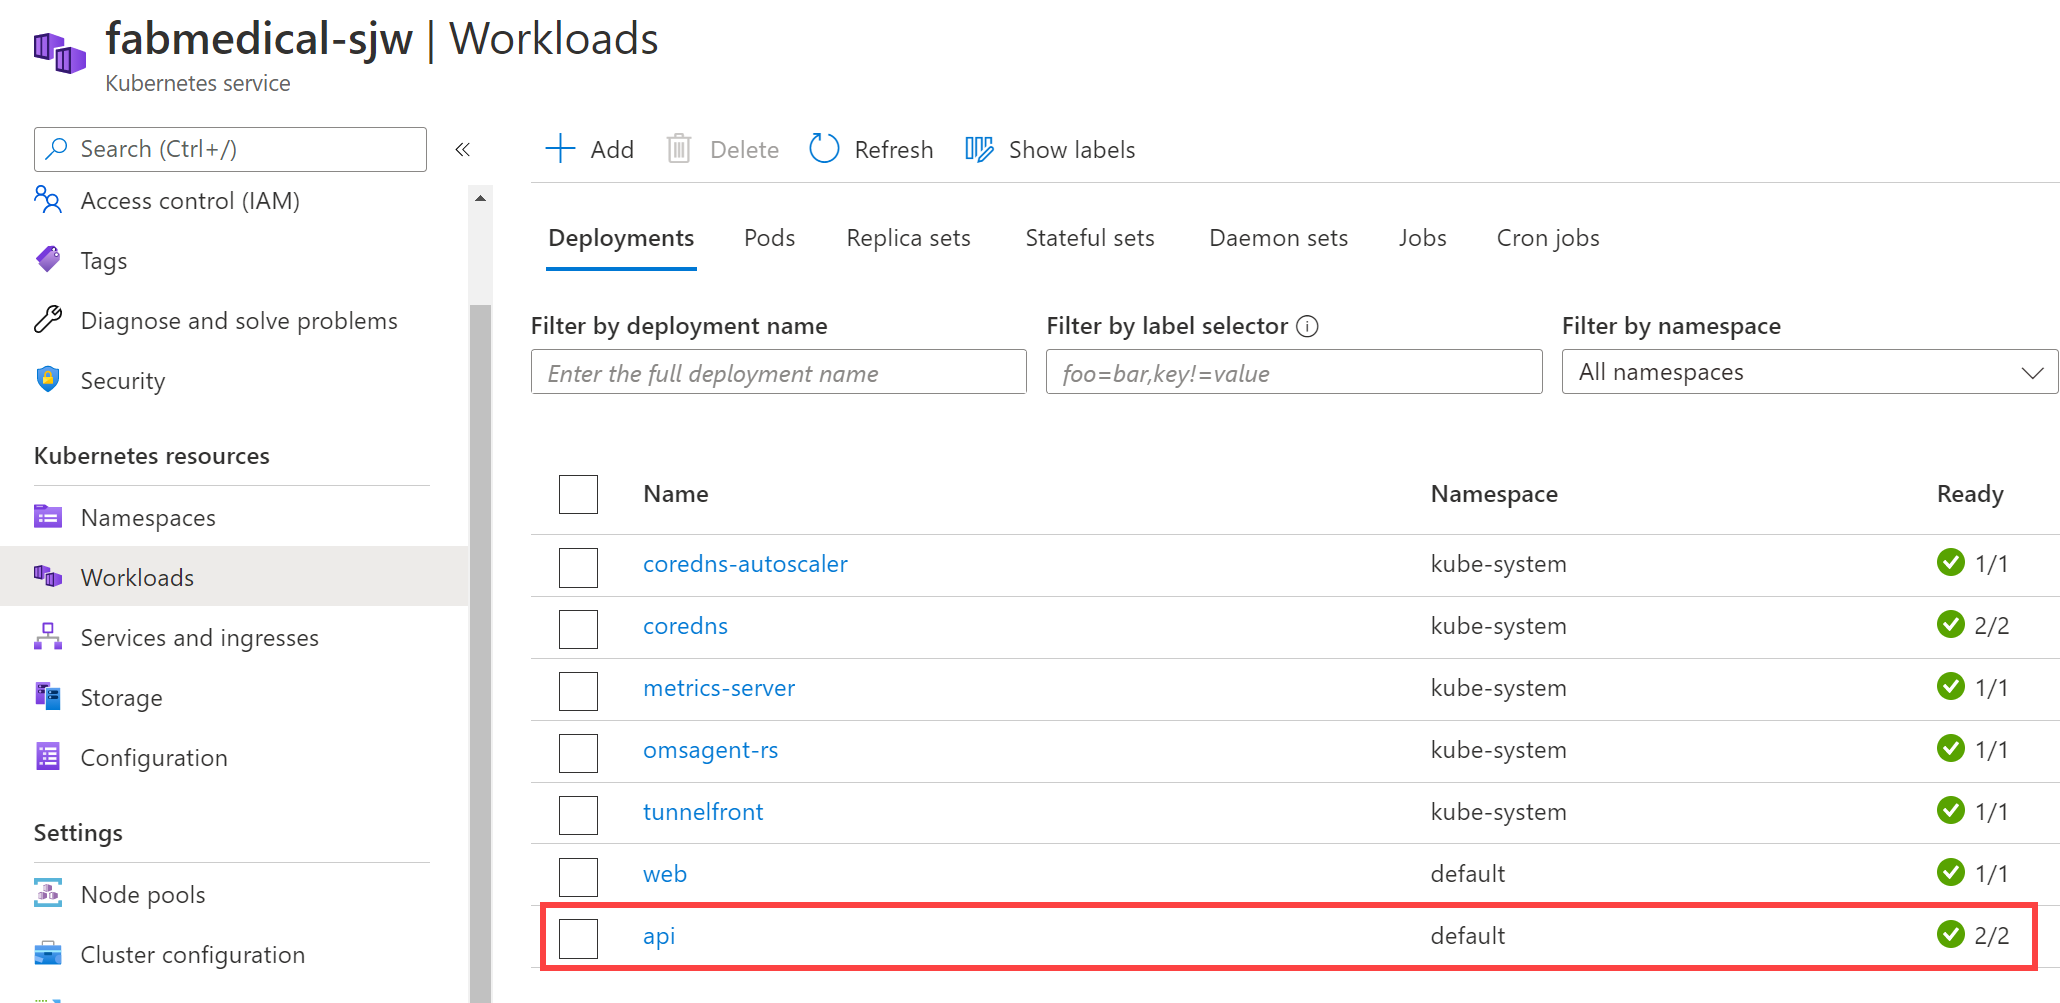 fabmedical-sjw | Workloads
Kubernetes service
Search (Ctrl+/)
«
Add
Delete
Refresh
Show labels
Access control (IAM)
Tags
Diagnose and solve problems
Security
Kubernetes resources
Namespaces
Workloads
Services and ingresses
Storage
Configuration
Settings
Node pools
Cluster configuration
Deployments Pods Replica sets Stateful sets Daemon sets Jobs Cron jobs
Filter by deployment name
Enter the full deployment name
Filter by label selector
foo=bar,key!=value
Filter by namespace
All namespaces
Name Namespace Ready
coredns-autoscaler kube-system 1/1
coredns kube-system 2/2
metrics-server kube-system 1/1
omsagent-rs kube-system 1/1
tunnelfront kube-system 1/1
web default 1/1
api default 2/2